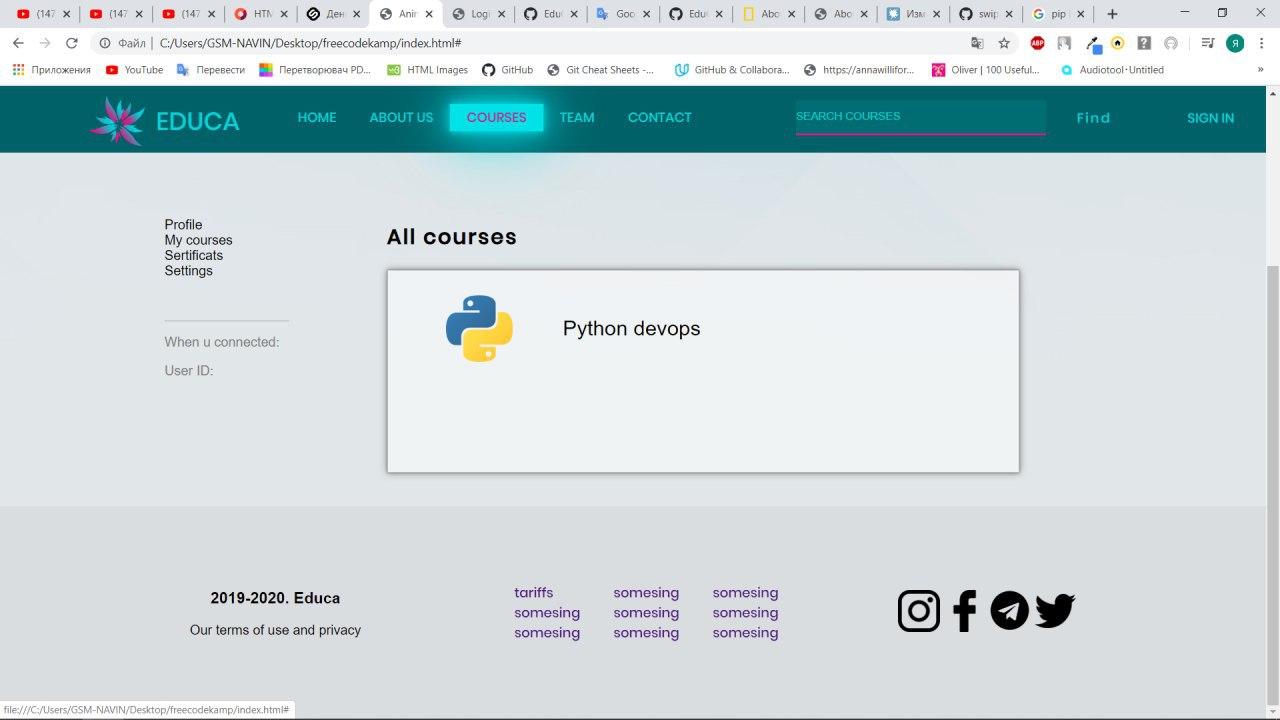 (147
(147
(147
HTM
Ден
Anir
Logi
Edu
Goo
Edu
Abo
Abo
Изм
swip
pip
Файл | C:/Users/GSM-NAVIN/Desktop/freecodekamp/index.html#
ABP
Я
Приложения
YouTube
Перевести
Перетворювач PD...
HTML Images
GitHub
Git Cheat Sheets -...
GitHub & Collabora...
https://annawillifor...
Oliver | 100 Useful...
Audiotool·Untitled
»
EDUCA
HOME
ABOUT US
COURSES
TEAM
CONTACT
SEARCH COURSES
Find
SIGN IN
Profile
My courses
Sertificats
Settings
When u connected:
User ID:
All courses
Python devops
2019-2020. Educa
Our terms of use and privacy
tariffs somesing somesing
somesing somesing somesing
somesing somesing somesing
file:///C:/Users/GSM-NAVIN/Desktop/freecodekamp/index.html#